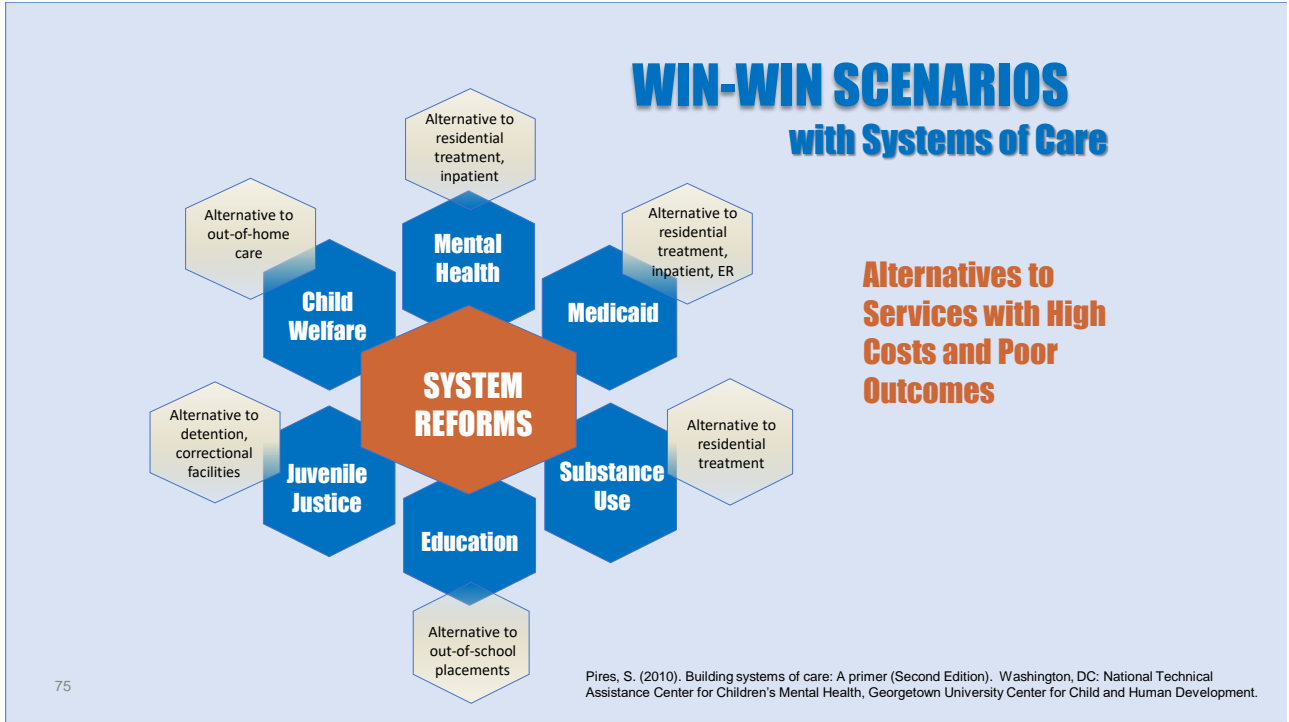 WIN-WIN SCENARIOS
with Systems of Care
Alternative to
residential
treatment,
inpatient
Mental
Health
Alternative to
out-of-home
care
Child
Welfare
Alternative to
residential
treatment,
inpatient, ER
Medicaid
SYSTEM
REFORMS
Alternative to
detention,
correctional
facilities
Juvenile
Justice
Alternative to
residential
treatment
Substance
Use
Education
Alternative to
out-of-school
placements
Alternatives to
Services with High
Costs and Poor
Outcomes
75
Pires, S. (2010). Building systems of care: A primer (Second Edition).  Washington, DC: National Technical
Assistance Center for Children's Mental Health, Georgetown University Center for Child and Human Development.